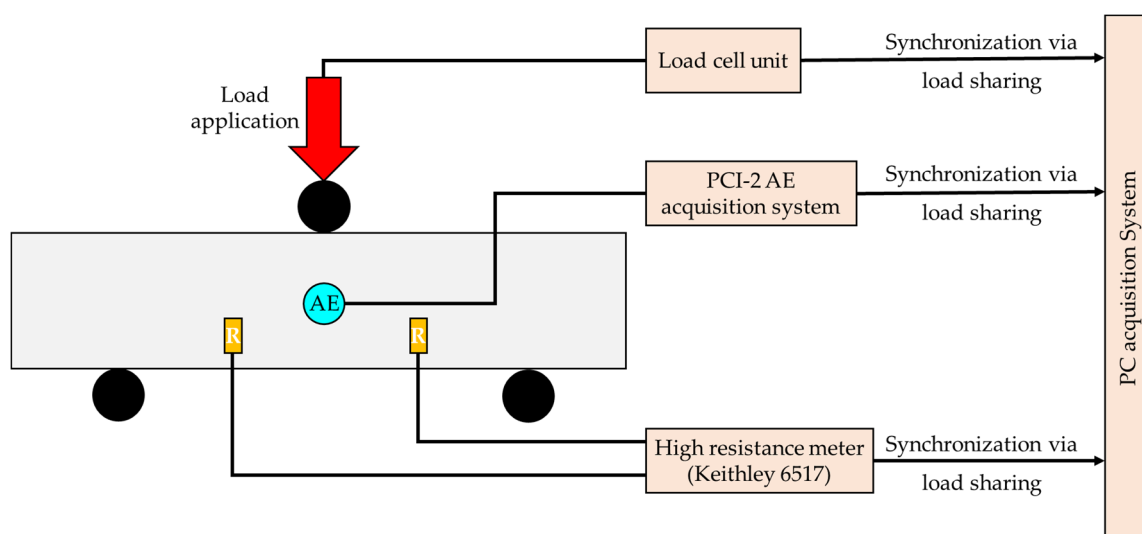 Load
application
Load cell unit
Synchronization via
load sharing
PCI-2 AE
acquisition system
Synchronization via
load sharing
AE
R
R
High resistance meter
(Keithley 6517)
Synchronization via
load sharing
PC acquisition System